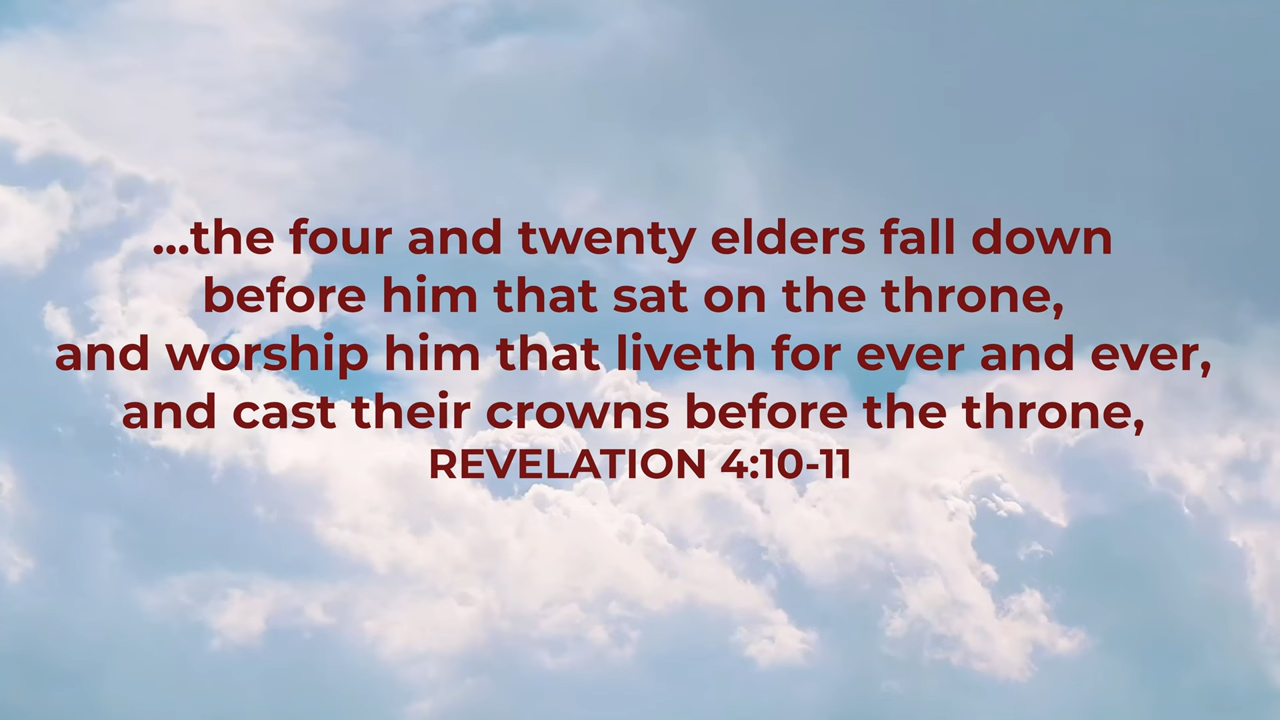 ...the four and twenty elders fall down
before him that sat on the throne,
and worship him that liveth for ever and ever,
and cast their crowns before the throne,
REVELATION 4:10-11